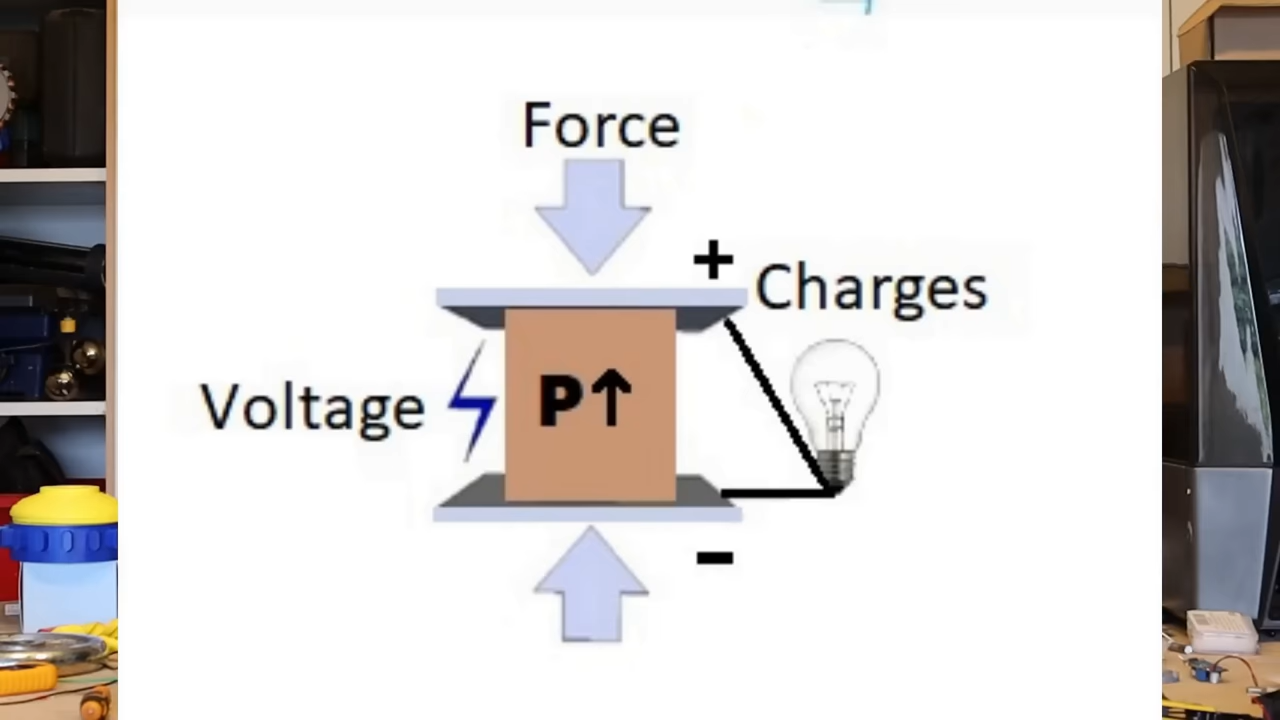 Force
+
Charges
Voltage
P↑
-